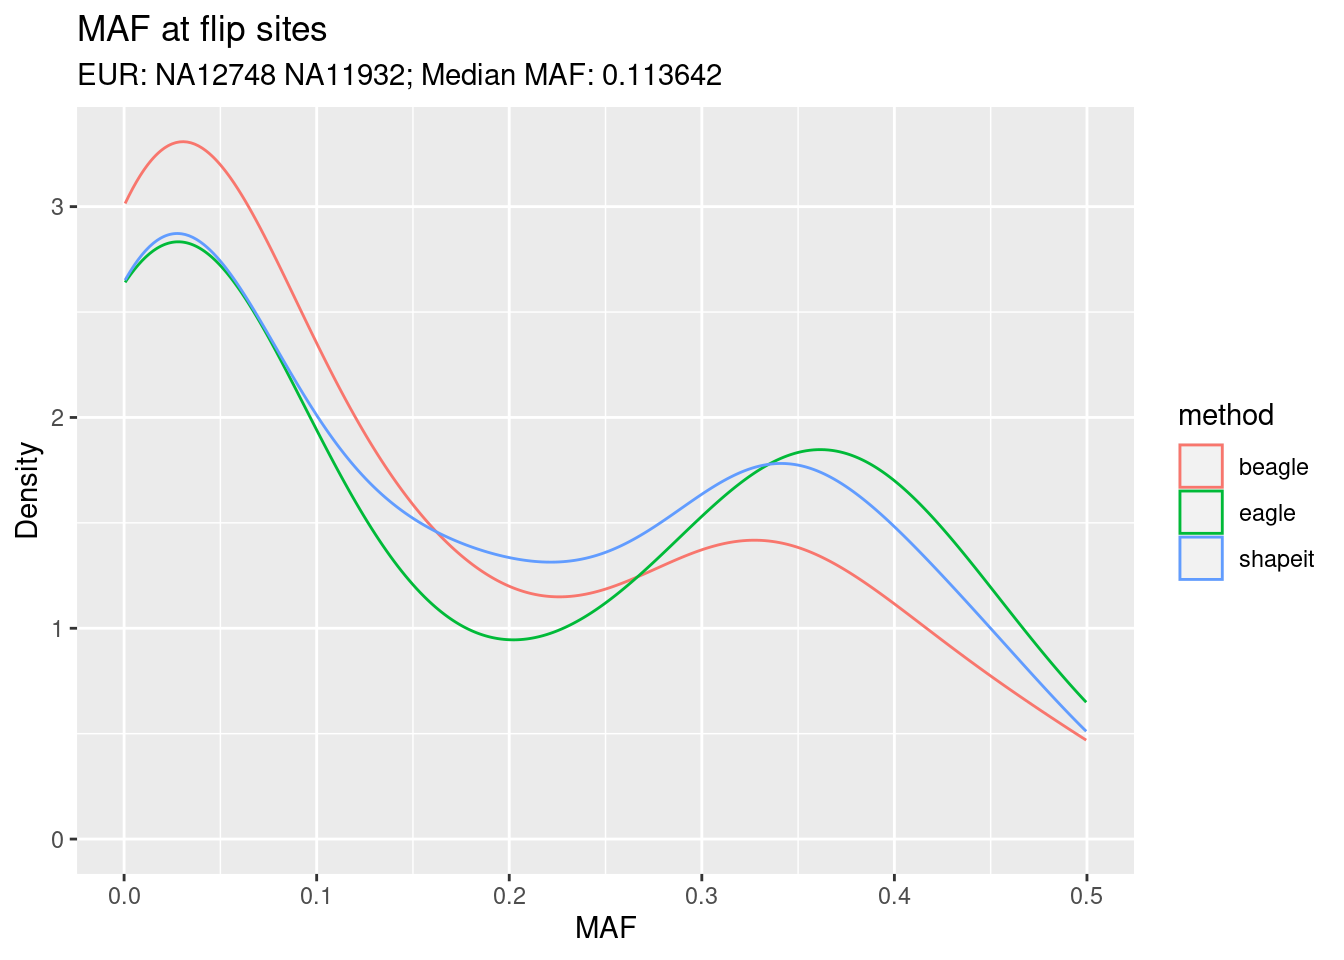 MAF at flip sites
EUR: NA12748 NA11932; Median MAF: 0.113642
Density
3
2
1
0
0.0 0.1 0.2 0.3 0.4 0.5
MAF
method
beagle
eagle
shapeit